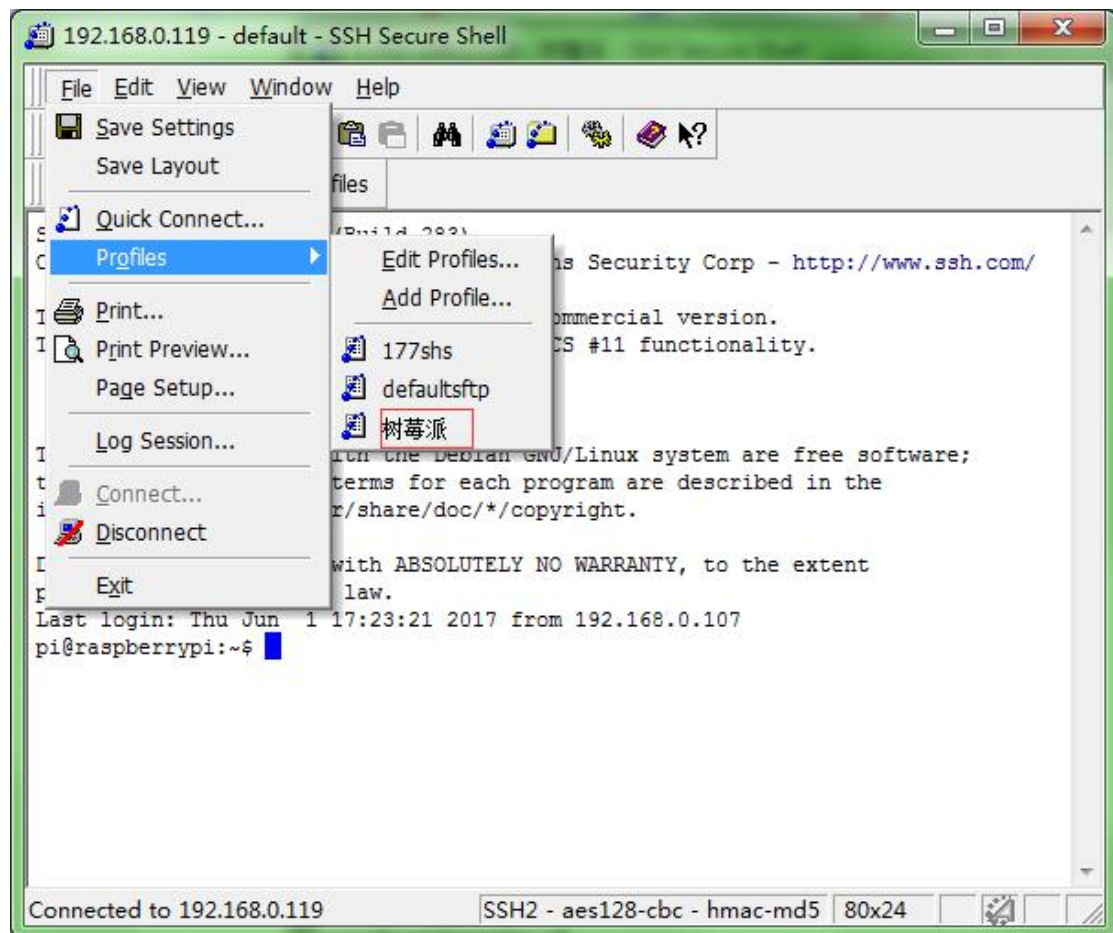 192.168.0.119 - default - SSH Secure Shell
File Edit View Window Help
Save Settings
Save Layout
files
Quick Connect...
(Build 283)
Profiles
Edit Profiles...
Security Corp - http://www.ssh.com/
Add Profile...
Print...
version.
Print Preview...
177shs
#11 functionality.
Page Setup...
defaultsftp
树莓派
Log Session...
the Debian GNU/Linux system are free software;
terms for each program are described in the
Connect...
r/share/doc/*/copyright.
Disconnect
with ABSOLUTELY NO WARRANTY, to the extent
Exit
law.
Last login: Thu Jun  1 17:23:21 2017 from 192.168.0.107
pi@raspberrypi:~$
Connected to 192.168.0.119
SSH2 - aes128-cbc - hmac-md5
80x24